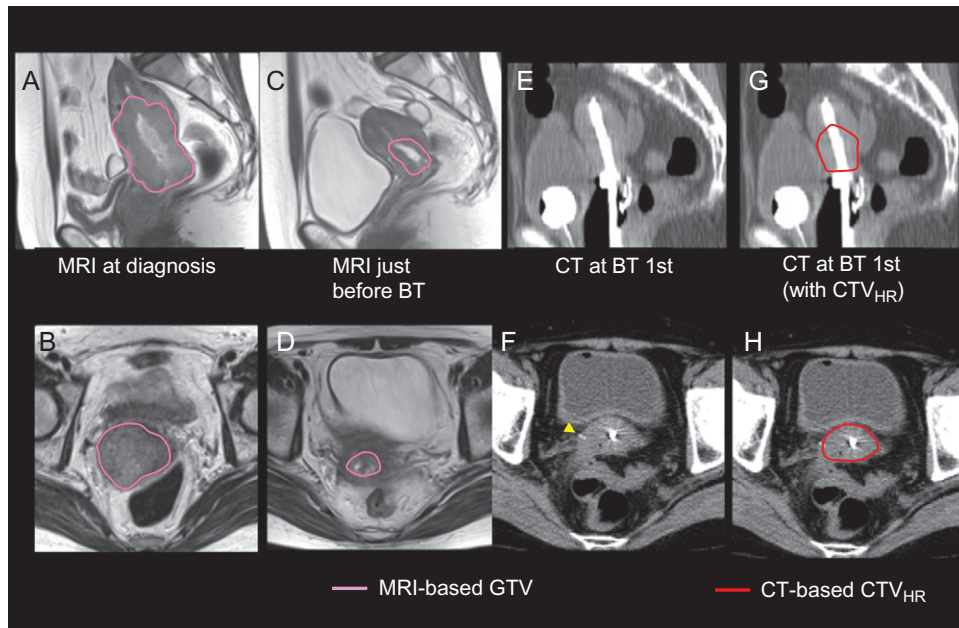 A
C
E
G
MRI at diagnosis
MRI just
before BT
CT at BT 1st
CT at BT 1st
(with CTVHR)
B
D
F
H
MRI-based GTV
CT-based CTVHR